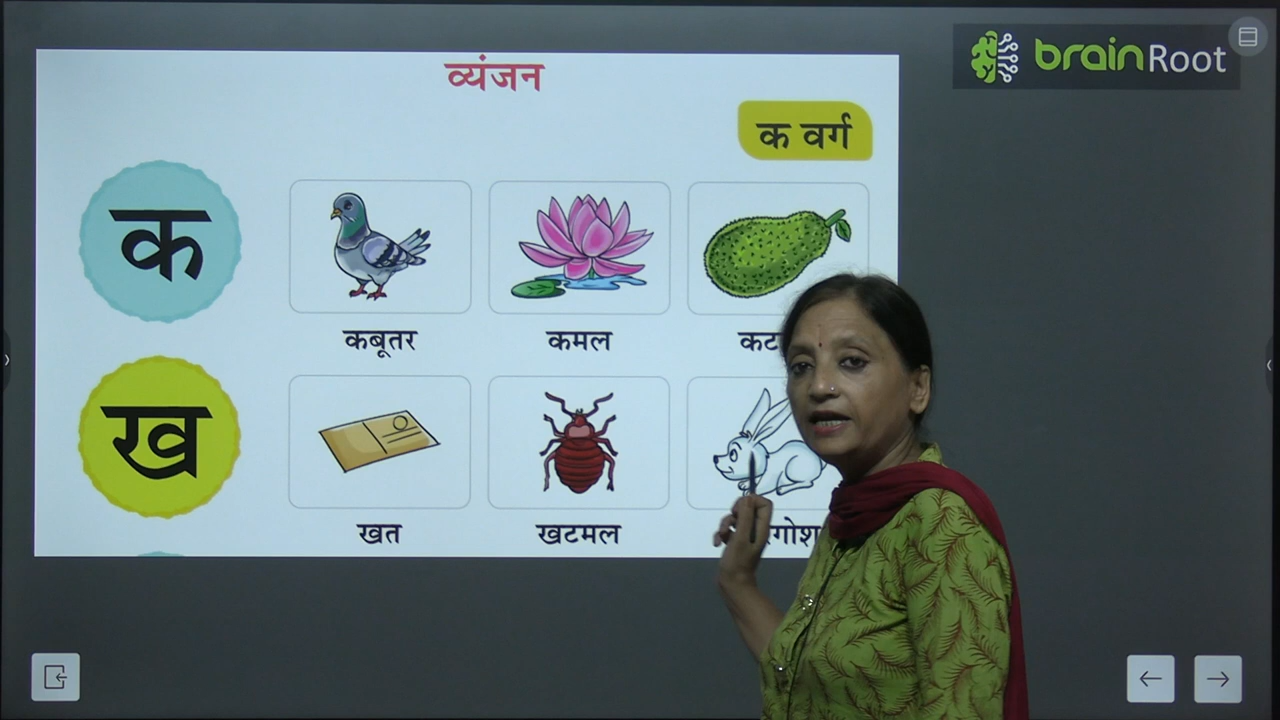 brainRoot
व्यंजन
क वर्ग
क
कबूतर
कमल
ख
खत
खटमल